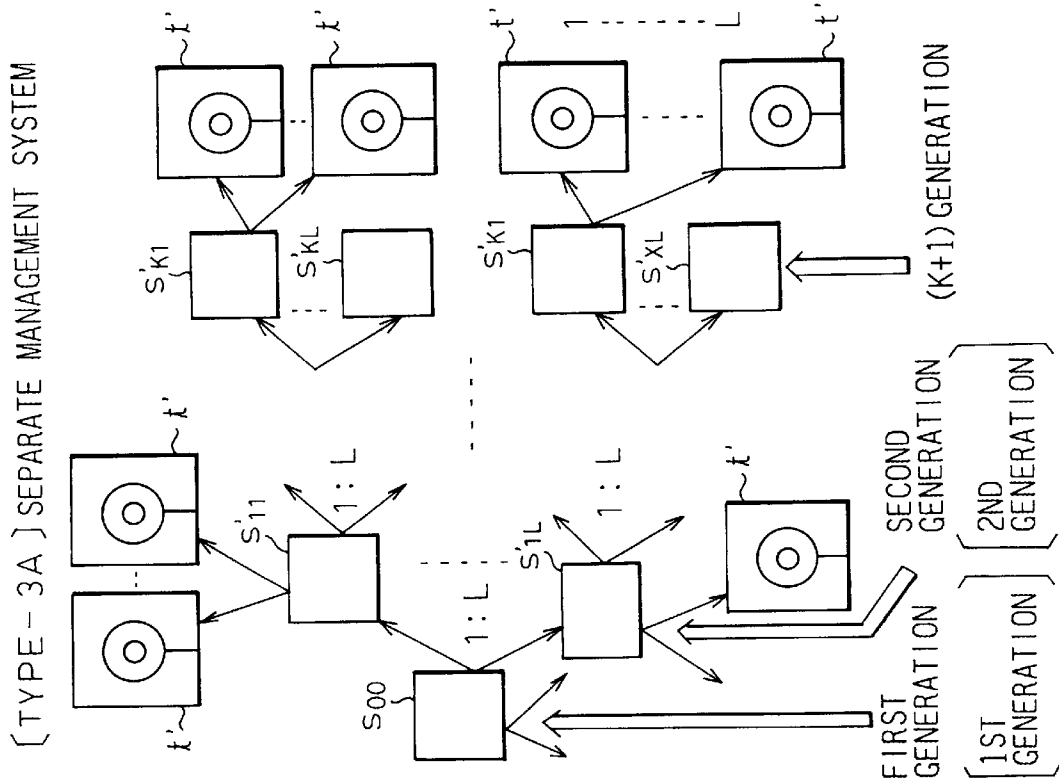 [TYPE-3A] SEPARATE MANAGEMENT SYSTEM
t'
t'
S00
S'11
1:L
1:L
S'1L
1:L
t'
S'K1
S'KL
t'
t'
S'K1
S'XL
t'
1
L
t'
FIRST
GENERATION
[1ST
GENERATION]
SECOND
GENERATION
[2ND
GENERATION]
(K+1) GENERATION